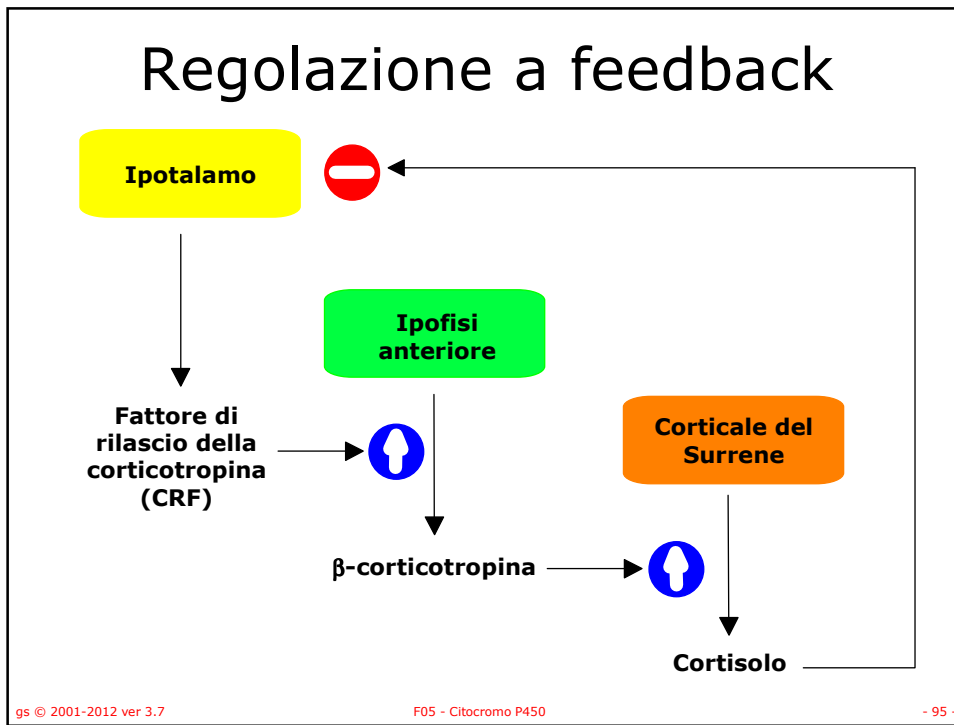 Regolazione a feedback
Ipotalamo
Ipofisi
anteriore
Fattore di
rilascio della
corticotropina
(CRF)
Corticale del
Surrene
β-corticotropina
Cortisolo
gs © 2001-2012 ver 3.7
F05 - Citocromo P450
- 95 -